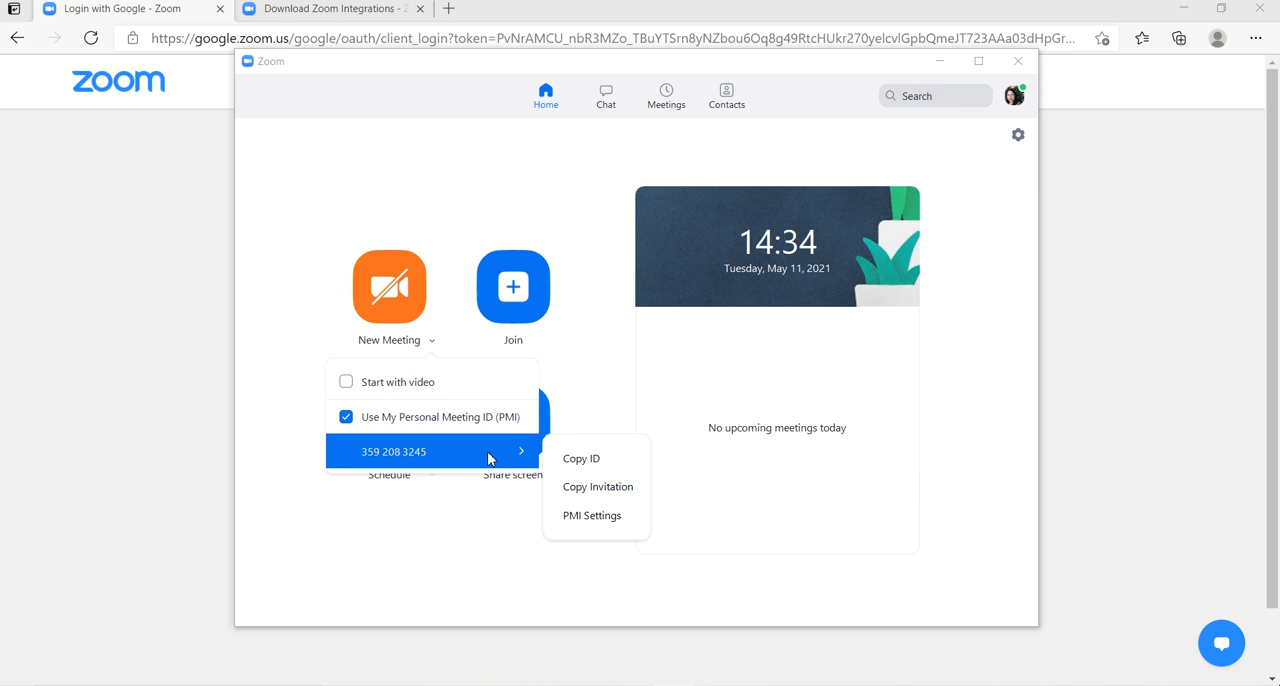 Login with Google - Zoom
Download Zoom Integrations - Z
https://google.zoom.us/google/oauth/client_login?token=PvNrAMCU_nbR3MZo_TBuYTSrn8yNZbou6Oq8g49RtcHUkr270yelcvlGpbQmeJT723AAa03dHpGr...
zoom
Zoom
Home
Chat
Meetings
Contacts
Search
14:34
Tuesday, May 11, 2021
New Meeting
Join
Start with video
Use My Personal Meeting ID (PMI)
359 208 3245
Schedule
Share screen
Copy ID
Copy Invitation
PMI Settings
No upcoming meetings today